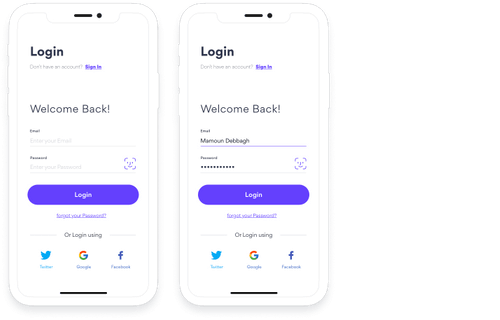 Login
Don't have an account? Sign In
Welcome Back!
Email
Enter your Email
Password
Enter your Password
Login
forgot your Password?
Or Login using
Twitter
Google
Facebook
Login
Don't have an account? Sign In
Welcome Back!
Email
Mamoun Debbagh
Password
Login
forgot your Password?
Or Login using
Twitter
Google
Facebook